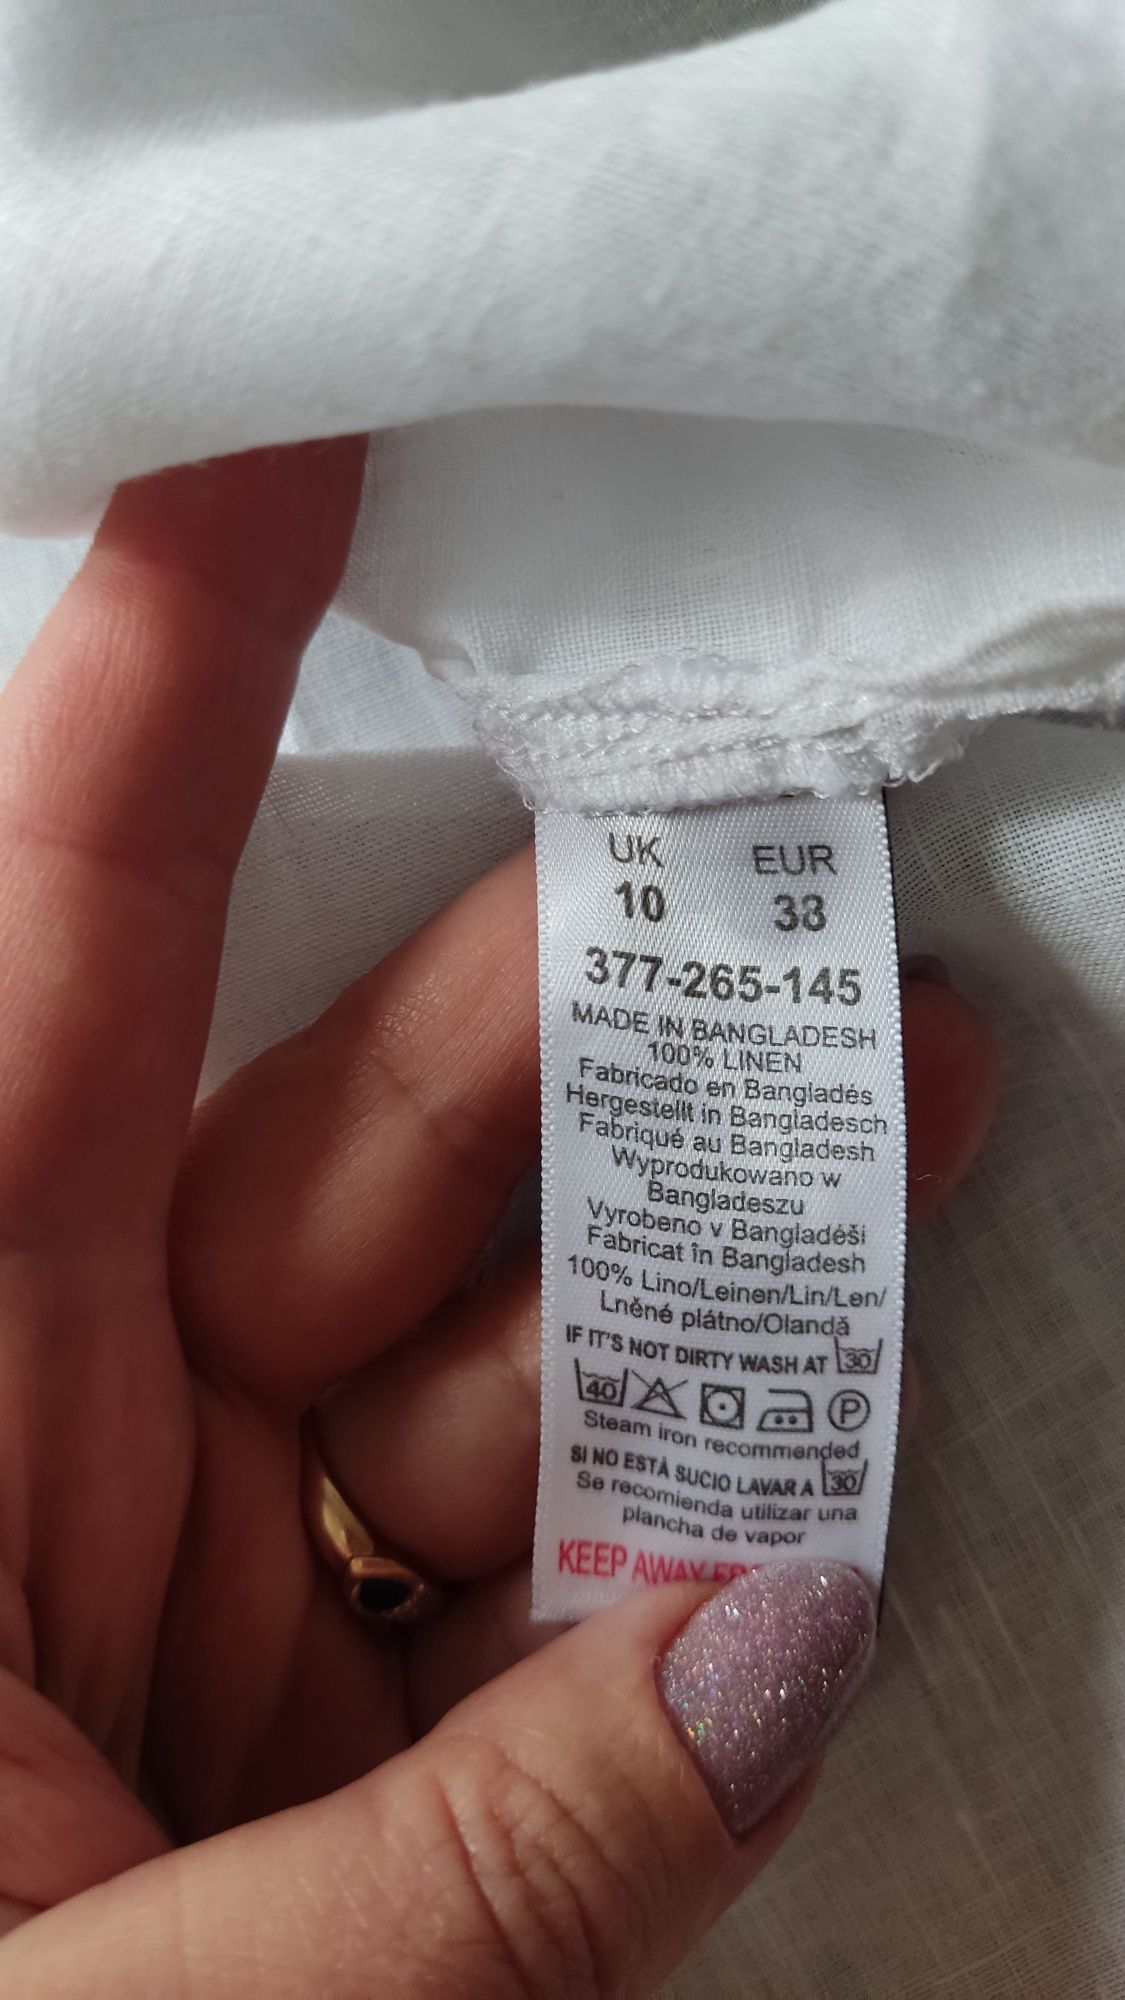 UK EUR
10 38
377-265-145
MADE IN BANGLADESH
100% LINEN
Fabricado en Bangladés
Hergestellt in Bangladesch
Fabriqué au Bangladesh
Wyprodukowano w
Bangladeszu
Vyrobeno v Bangladéši
Fabricat în Bangladesh
100% Lino/Leinen/Lin/Len/
Lněné plátno/Olandă
IF IT'S NOT DIRTY WASH AT 30
40 P
Steam iron recommended
SI NO ESTÁ SUCIO LAVAR A 30
Se recomienda utilizar una
plancha de vapor
KEEP AWAY